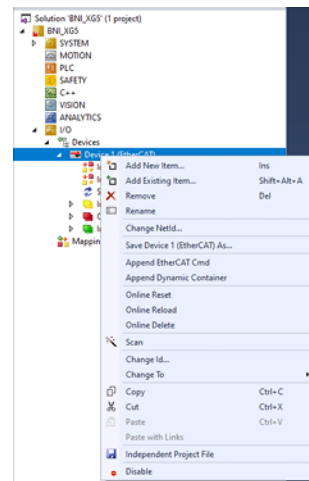 Solution 'BNI_XG5' (1 project)
BNI_XG5
SYSTEM
MOTION
PLC
SAFETY
C++
VISION
ANALYTICS
I/O
Devices
Device 1 (EtherCAT)
Add New Item... Ins
Add Existing Item... Shift+Alt+A
Remove Del
Rename
Mappin
Change NetId...
Save Device 1 (EtherCAT) As...
Append EtherCAT Cmd
Append Dynamic Container
Online Reset
Online Reload
Online Delete
Scan
Change Id...
Change To
Copy Ctrl+C
Cut Ctrl+X
Paste Ctrl+V
Paste with Links
Independent Project File
Disable